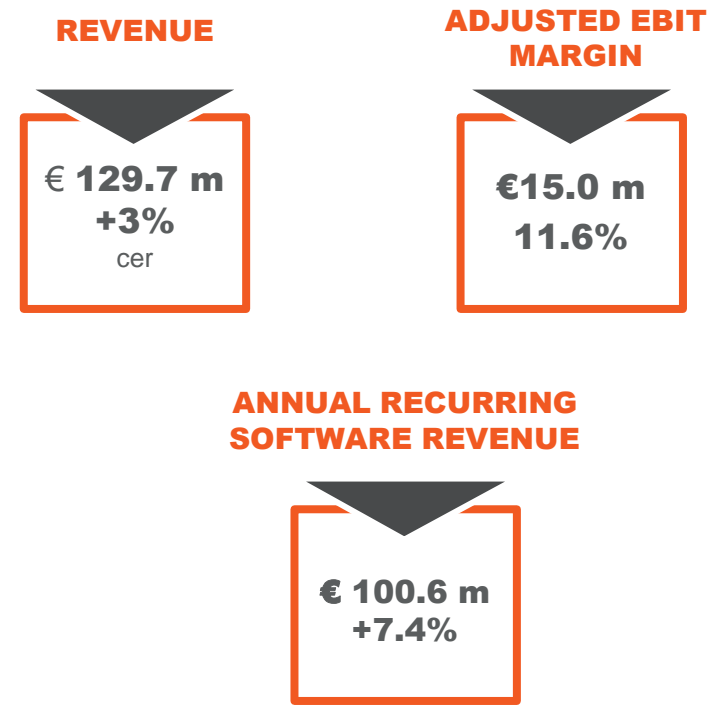 REVENUE
€ 129.7 m
+3%
cer
ADJUSTED EBIT
MARGIN
€15.0 m
11.6%
ANNUAL RECURRING
SOFTWARE REVENUE
€ 100.6 m
+7.4%